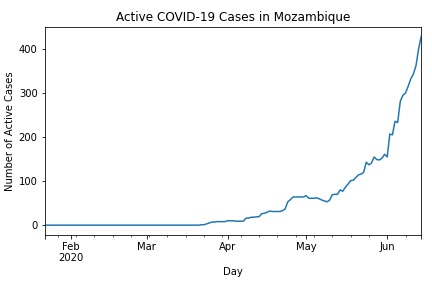 Active COVID-19 Cases in Mozambique
Number of Active Cases
400
300
200
100
0
Feb
2020
Mar
Apr
May
Jun
Day